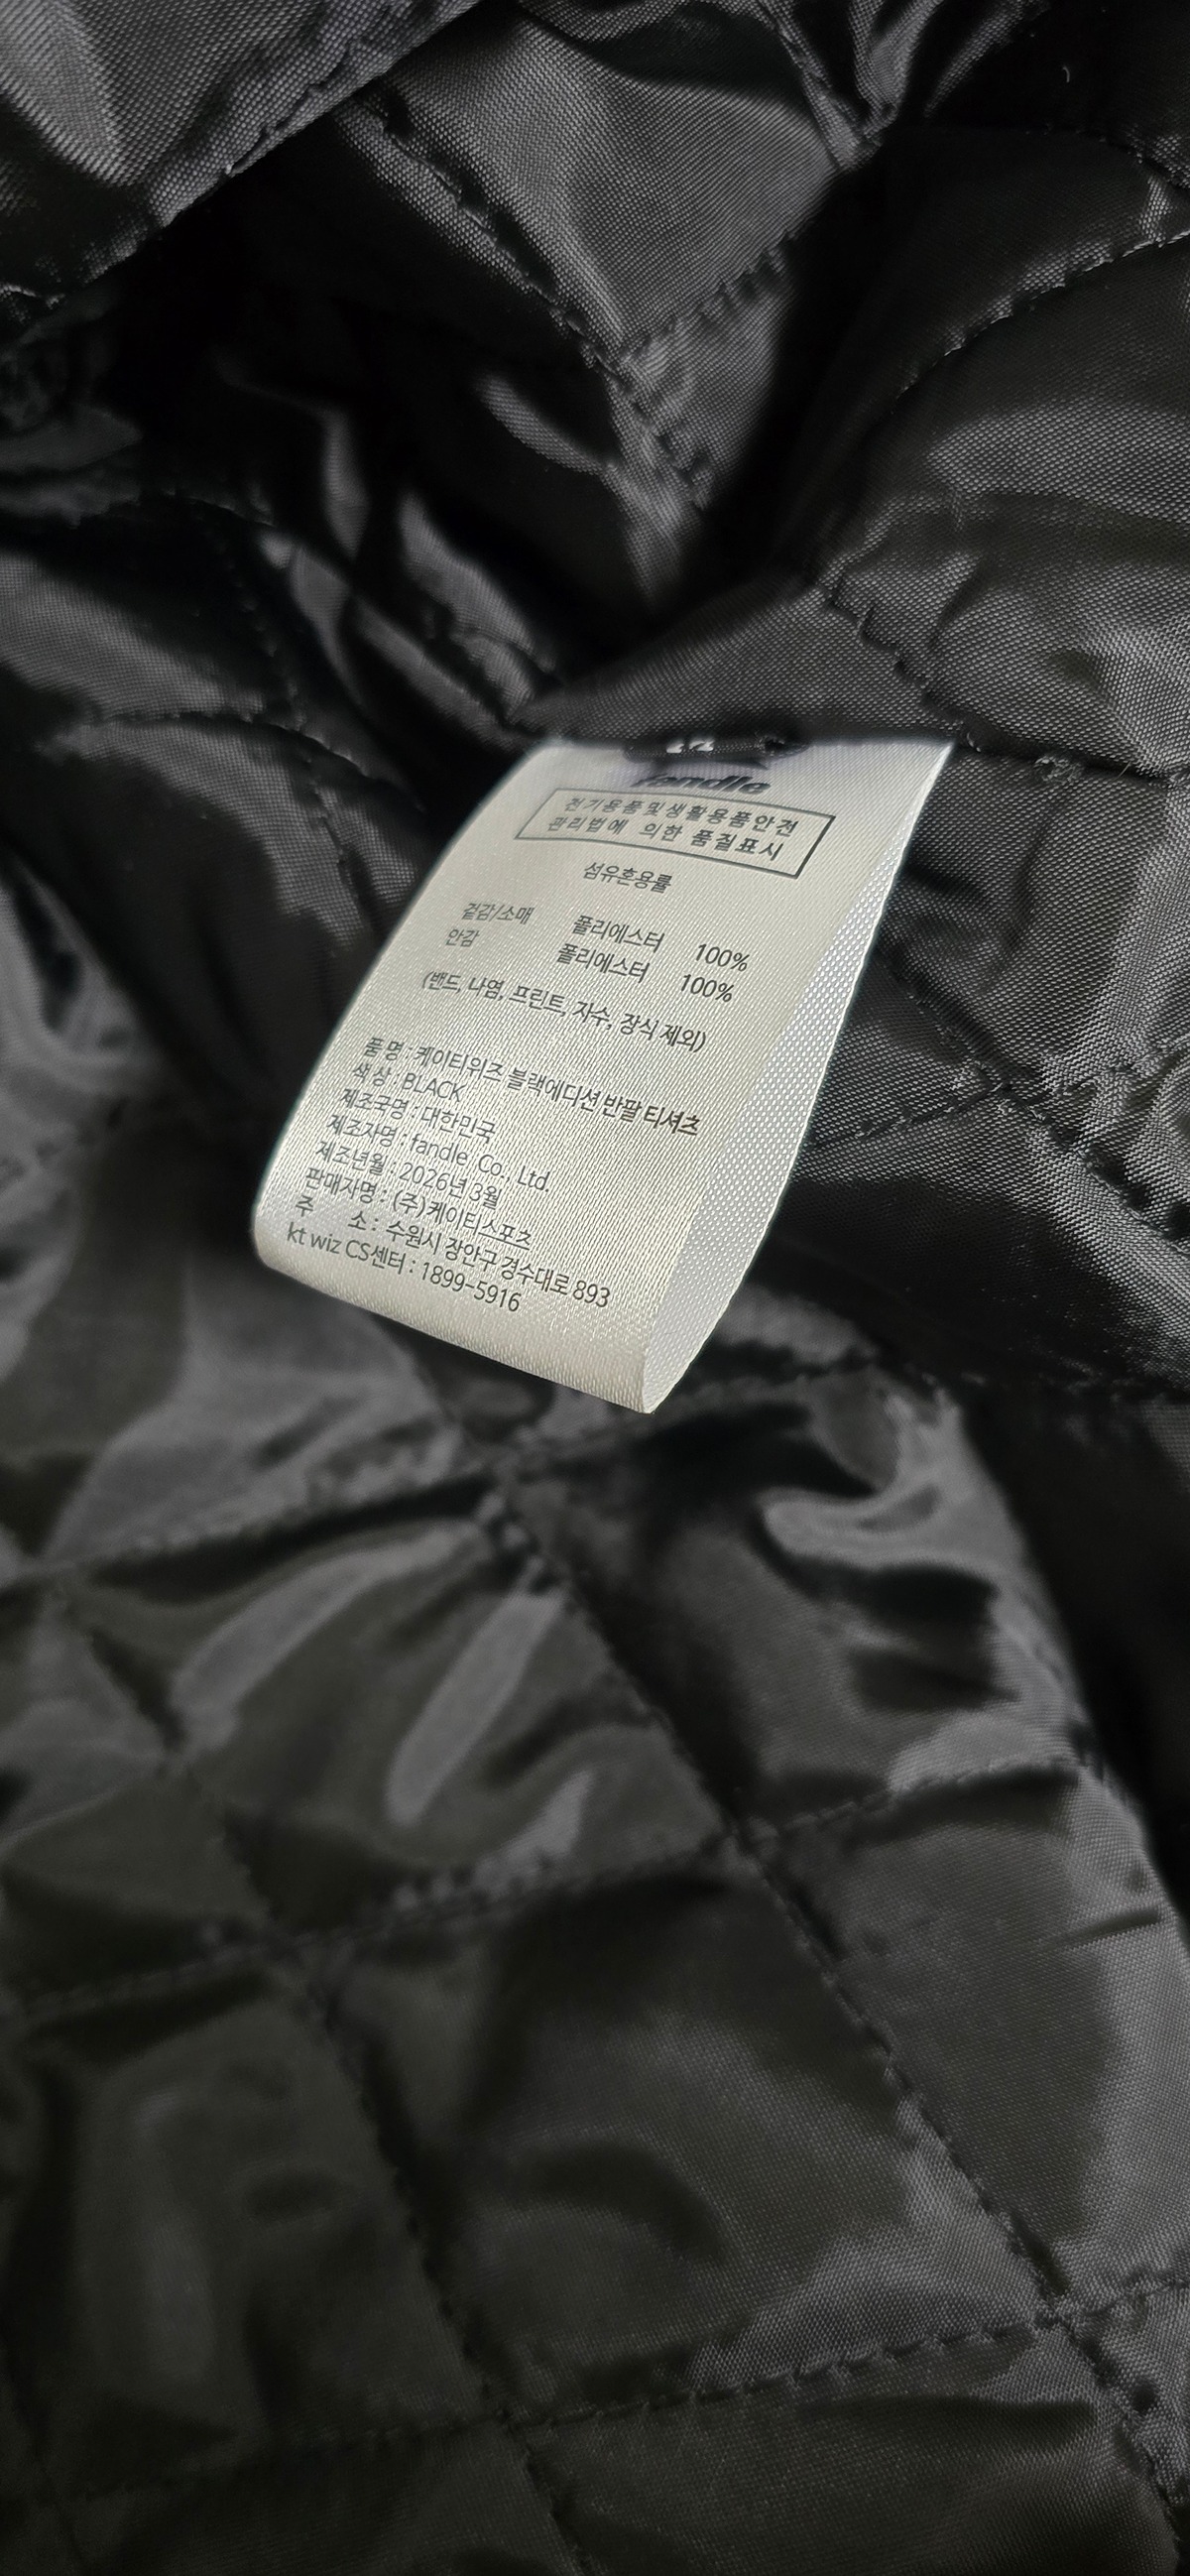 fandle
전기용품및생활용품안전
관리법에 의한 품질표시
섬유혼용률
겉감/소매 폴리에스터 100%
안감 폴리에스터 100%
(밴드, 나염, 프린트, 자수, 장식 제외)
품 명 : 케이티위즈 블랙에디션 반팔 티셔츠
색 상 : BLACK
제조국명 : 대한민국
제조자명 : fandle Co., Ltd.
제조년월 : 2026년 3월
판매자명 : (주)케이티스포츠
주 소 : 수원시 장안구 경수대로 893
kt wiz CS센터 : 1899-5916